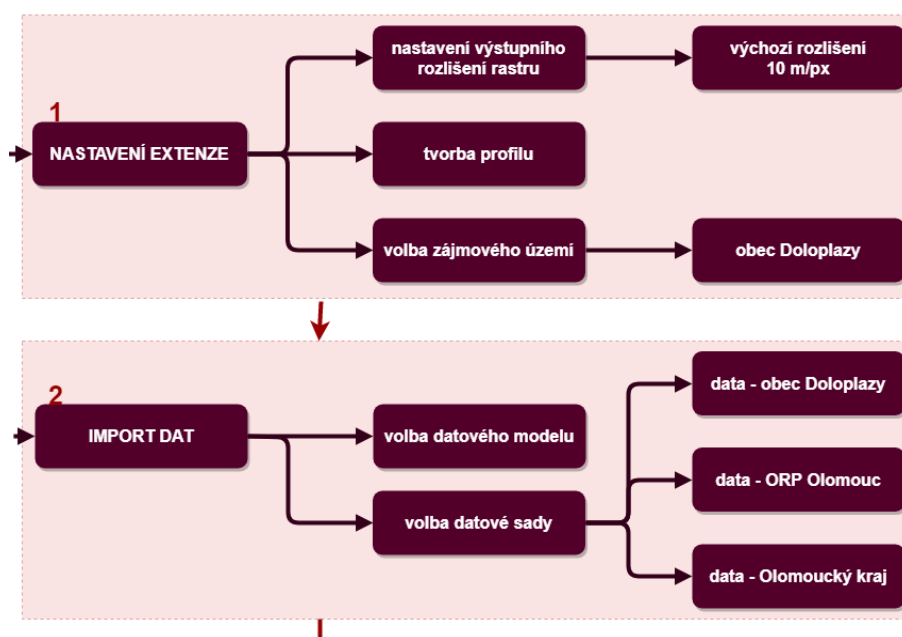 1
NASTAVENÍ EXTENZE
nastavení výstupního
rozlišení rastru
výchozí rozlišení
10 m/px
tvorba profilu
volba zájmového území
obec Doloplazy
2
IMPORT DAT
volba datového modelu
volba datové sady
data - obec Doloplazy
data - ORP Olomouc
data - Olomoucký kraj